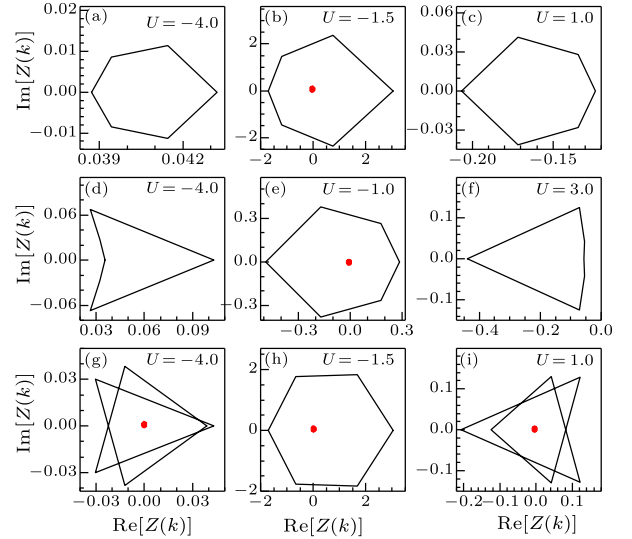 (a) U = −4.0
(b) U = −1.5
(c) U = 1.0
Im[Z(k)]
0.02
0.01
0
−0.01
0.039 0.042
2
0
−2
−2 0 2
0.06
0.03
0
−0.03
−0.20 −0.15
(d) U = −4.0
(e) U = −1.0
(f) U = 3.0
Im[Z(k)]
0.06
0.00
−0.06
0.03 0.06 0.09
0.3
0.0
−0.3
−0.3 0.0 0.3
0.1
0.0
−0.1
−0.4 −0.2 0.0
(g) U = −4.0
(h) U = −1.5
(i) U = 1.0
Im[Z(k)]
0.03
0.00
−0.03
−0.04 0.00 0.04
Re[Z(k)]
2
0
−2
−2 0 2
Re[Z(k)]
0.1
0.0
−0.1
−0.2 −0.1 0.0 0.1
Re[Z(k)]